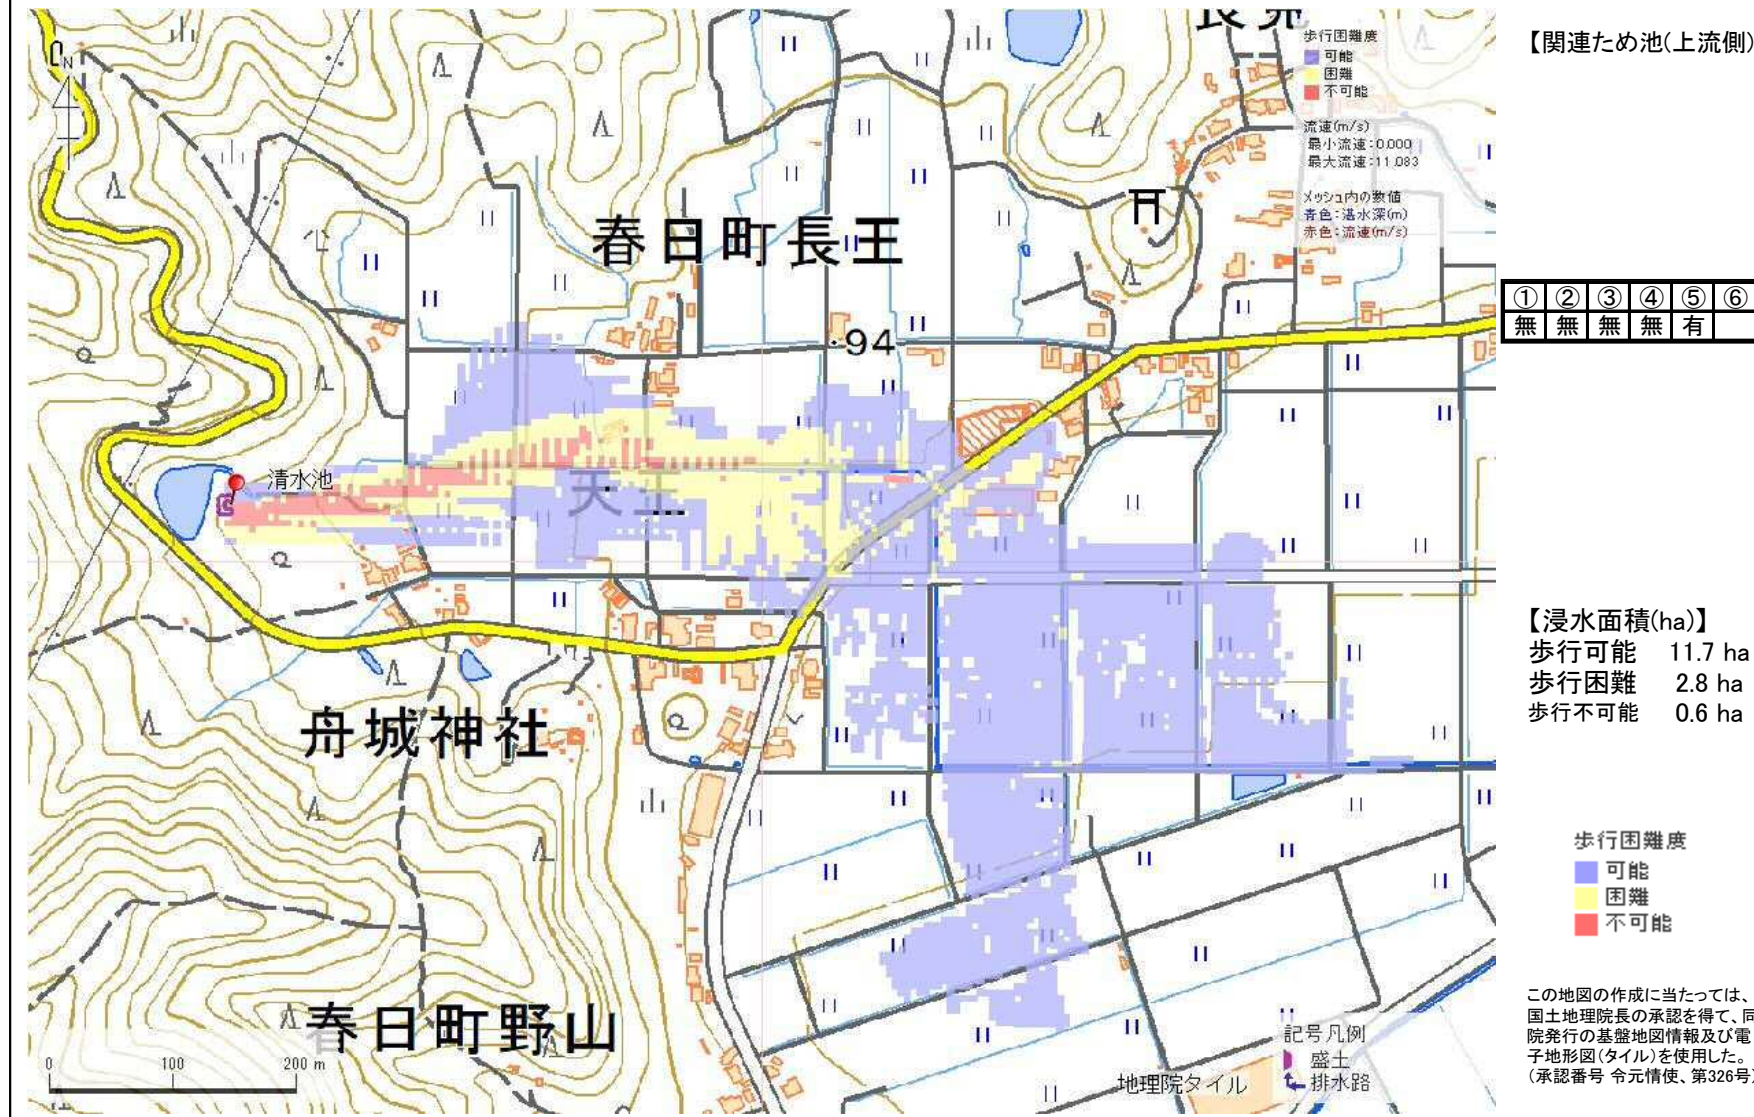 長見
歩行困難度
可能
困難
不可能
流速(m/s)
最小流速:0.000
最大流速:11.083
メッシュ内の数値
青色:湛水深(m)
赤色:流速(m/s)
N
春日町長王
・94
清水池
天王
舟城神社
春日町野山
0 100 200 m
地理院タイル
記号凡例
盛土
排水路
【関連ため池(上流側)
① ② ③ ④ ⑤ ⑥
無 無 無 無 有
【浸水面積(ha)】
歩行可能 11.7 ha
歩行困難 2.8 ha
歩行不可能 0.6 ha
歩行困難度
可能
困難
不可能
この地図の作成に当たっては、
国土地理院長の承認を得て、同
院発行の基盤地図情報及び電
子地形図(タイル)を使用した。
(承認番号 令元情使、第326号)